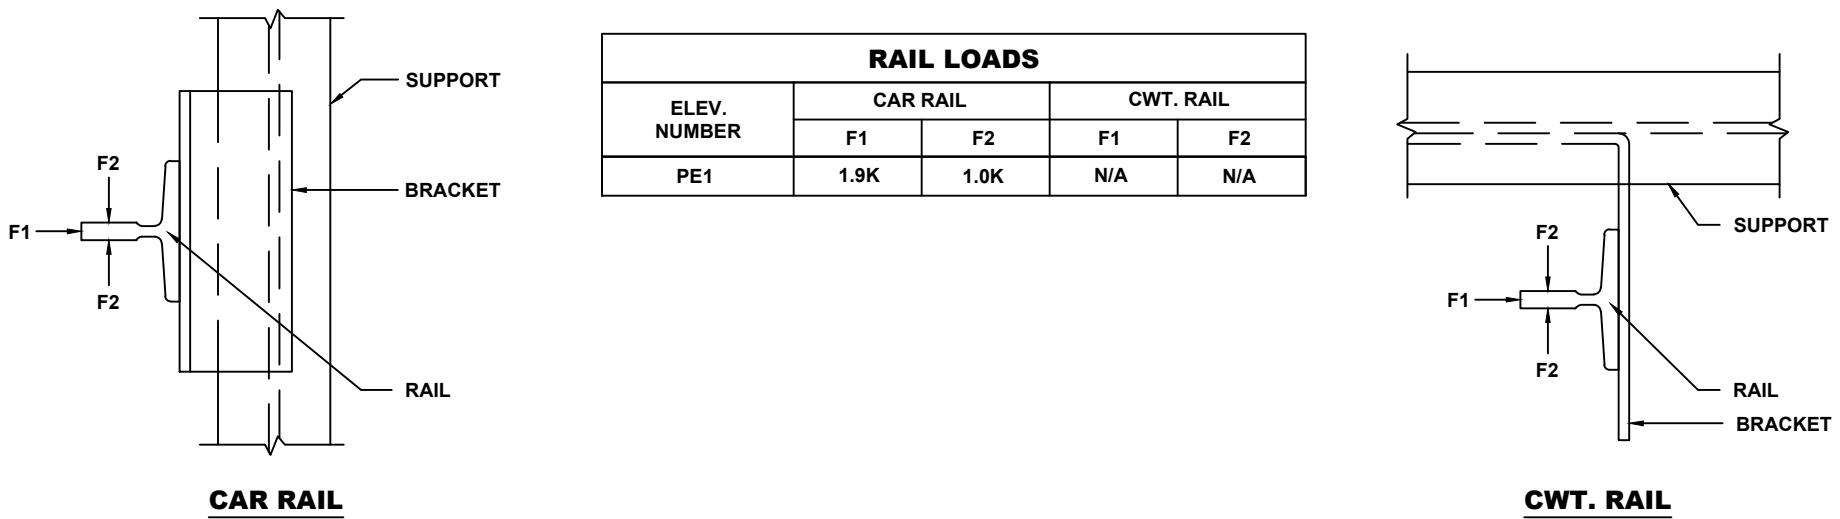 SUPPORT
F2
BRACKET
F1
F2
RAIL
CAR RAIL
RAIL LOADS
ELEV. NUMBER CAR RAIL CWT. RAIL
F1 F2 F1 F2
PE1 1.9K 1.0K N/A N/A
SUPPORT
F2
F1
F2
RAIL
BRACKET
CWT. RAIL